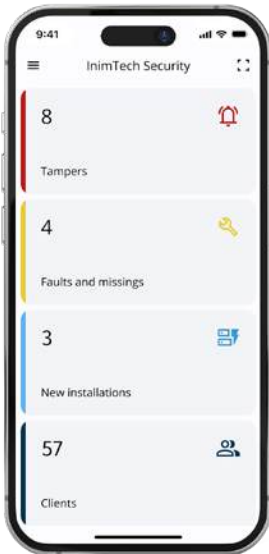 9:41
InimTech Security
8
Tampers
4
Faults and missings
3
New installations
57
Clients